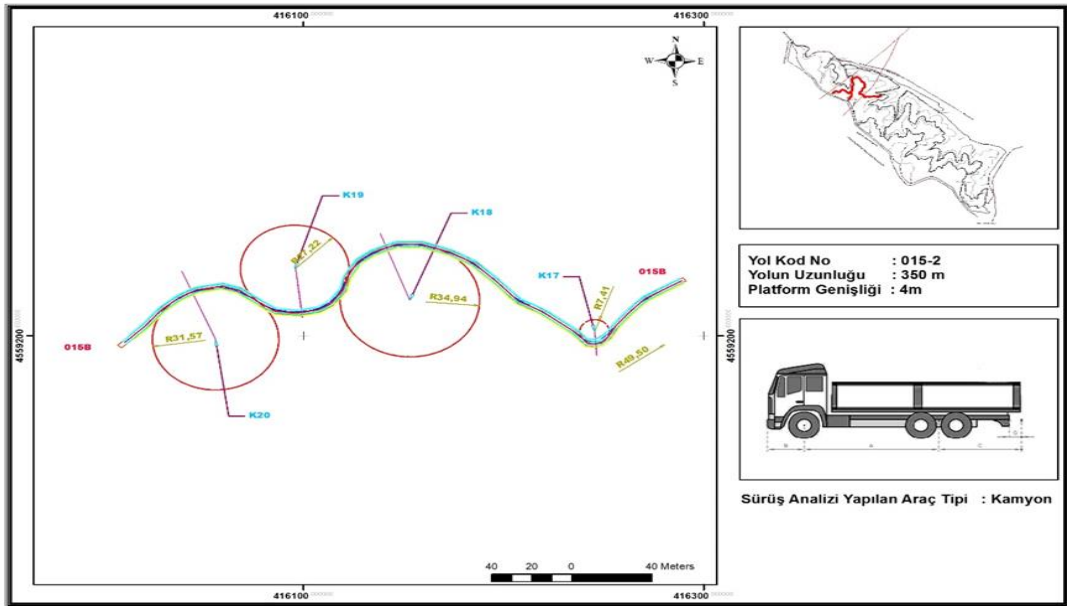 416100
416300
N
W E
S
K19
K18
R27,22
K17
015B
R7,41
R34,94
4559200
4559200
015B
R31,57
R49,50
K20
40 20 0 40 Meters
416100
416300
Yol Kod No : 015-2
Yolun Uzunluğu : 350 m
Platform Genişliği : 4m
B A C D
Sürüş Analizi Yapılan Araç Tipi : Kamyon